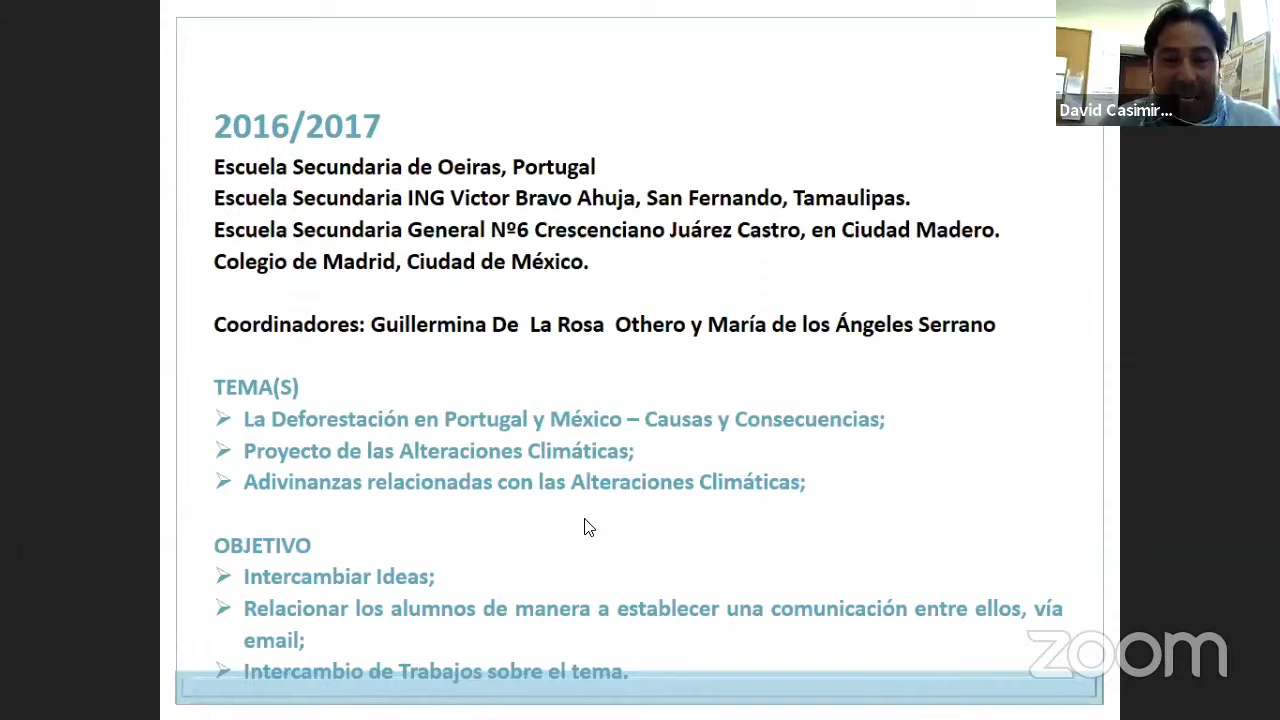 David Casimir...
2016/2017
Escuela Secundaria de Oeiras, Portugal
Escuela Secundaria ING Victor Bravo Ahuja, San Fernando, Tamaulipas.
Escuela Secundaria General Nº6 Crescenciano Juárez Castro, en Ciudad Madero.
Colegio de Madrid, Ciudad de México.
Coordinadores: Guillermina De La Rosa Othero y María de los Ángeles Serrano
TEMA(S)
La Deforestación en Portugal y México – Causas y Consecuencias;
Proyecto de las Alteraciones Climáticas;
Adivinanzas relacionadas con las Alteraciones Climáticas;
OBJETIVO
Intercambiar Ideas;
Relacionar los alumnos de manera a establecer una comunicación entre ellos, vía
email;
Intercambio de Trabajos sobre el tema.
zoom